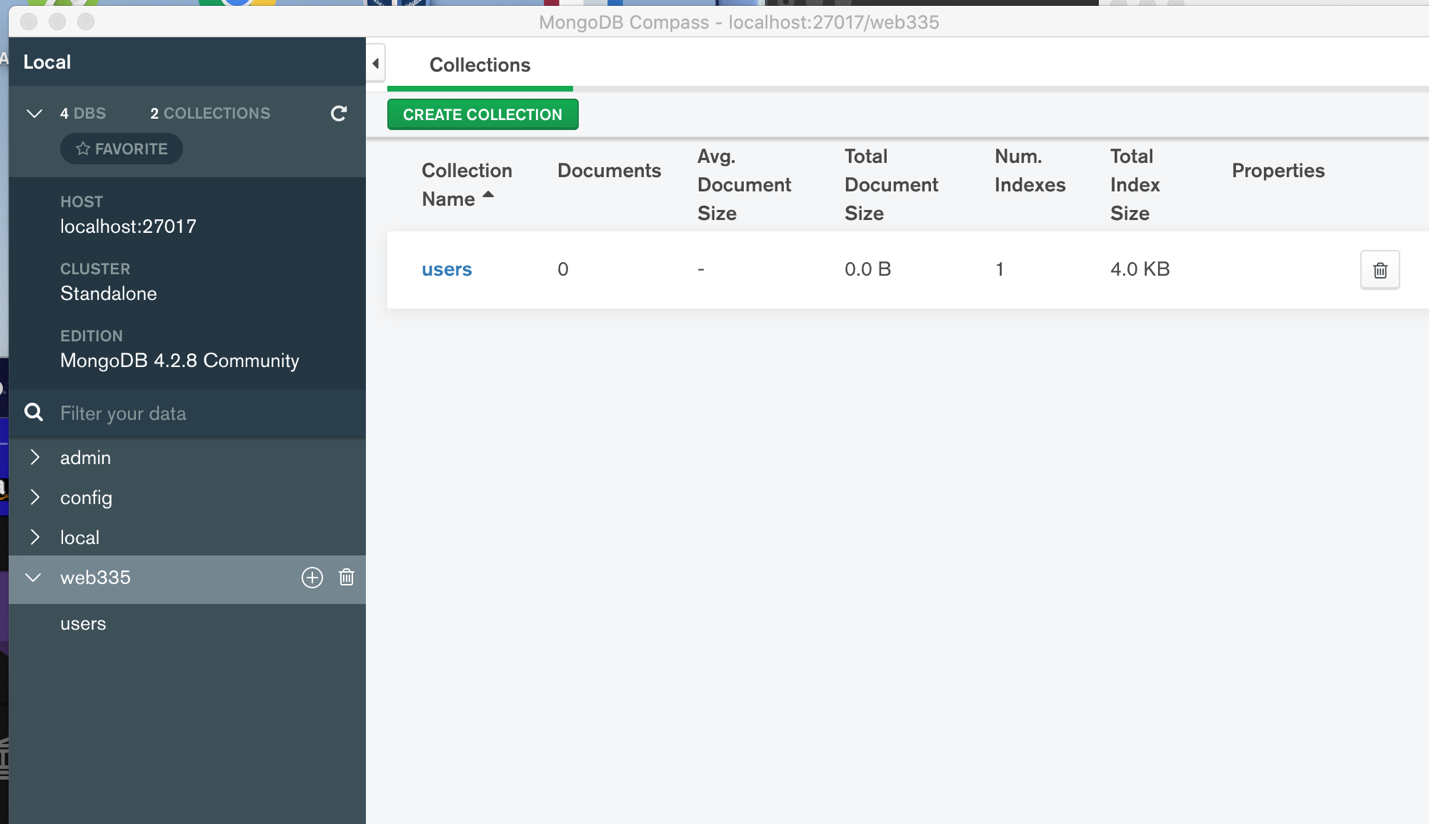 MongoDB Compass - localhost:27017/web335
Local
4 DBS 2 COLLECTIONS
FAVORITE
HOST
localhost:27017
CLUSTER
Standalone
EDITION
MongoDB 4.2.8 Community
Filter your data
admin
config
local
web335
users
Collections
CREATE COLLECTION
Collection
Name
Documents
Avg.
Document
Size
Total
Document
Size
Num.
Indexes
Total
Index
Size
Properties
users 0 - 0.0 B 1 4.0 KB